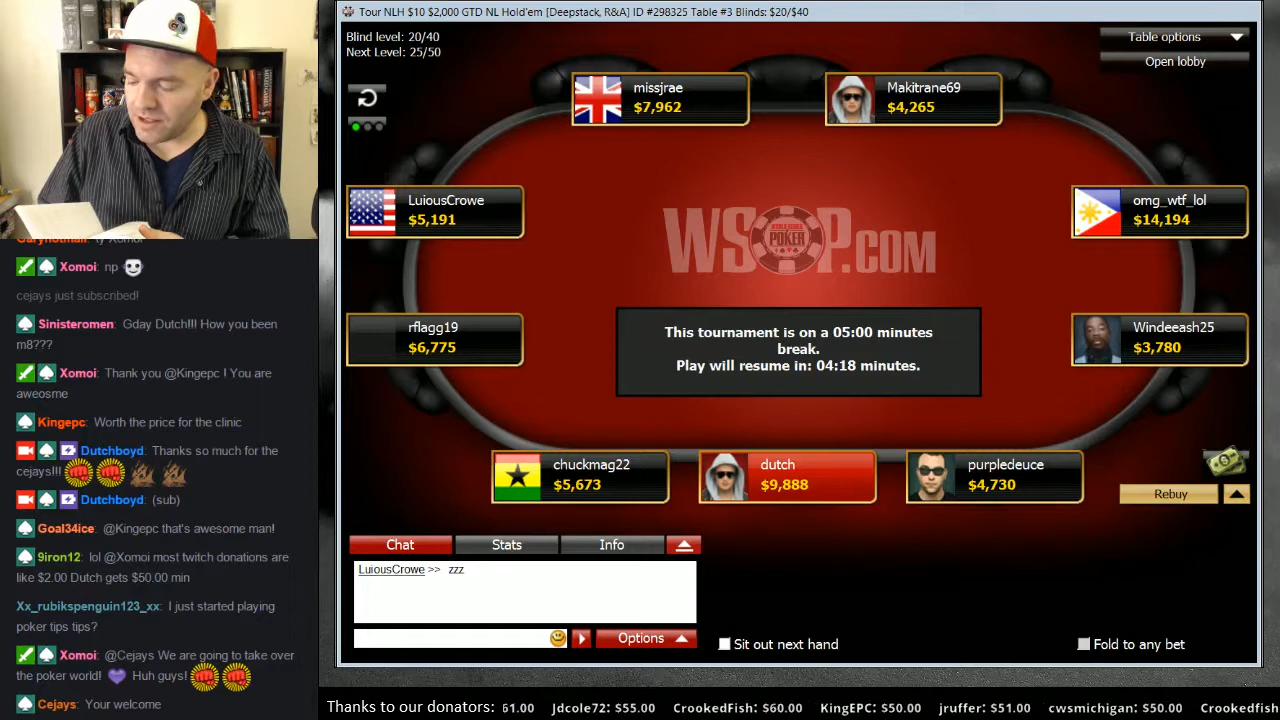 Tour NLH $10 $2,000 GTD NL Hold'em [Deepstack, R&A] ID #298325 Table #3 Blinds: $20/$40
Blind level: 20/40
Next Level: 25/50
Table options
Open lobby
missjrae
$7,962
Makitrane69
$4,265
LuiousCrowe
$5,191
omg_wtf_lol
$14,194
WSOP.COM
POKER
rflagg19
$6,775
Windeeash25
$3,780
This tournament is on a 05:00 minutes
break.
Play will resume in: 04:18 minutes.
chuckmag22
$5,673
dutch
$9,888
purpledeuce
$4,730
Rebuy
Chat
Stats
Info
LuiousCrowe >> zzz
Options
Sit out next hand
Fold to any bet
ty Xomoi
Xomoi: np
cejays just subscribed!
Sinisteromen: Gday Dutch!!! How you been
m8???
Xomoi: Thank you @Kingepc ! You are
aweosme
Kingepc: Worth the price for the clinic
Dutchboyd: Thanks so much for the
cejays!!!
Dutchboyd: (sub)
Goal34ice: @Kingepc that's awesome man!
9iron12: lol @Xomoi most twitch donations are
like $2.00 Dutch gets $50.00 min
Xx_rubikspenguin123_xx: I just started playing
poker tips tips?
Xomoi: @Cejays We are going to take over
the poker world! Huh guys!
Cejays: Your welcome
Thanks to our donators: 61.00 Jdcole72: $55.00 CrookedFish: $60.00 KingEPC: $50.00 jruffer: $51.00 cwsmichigan: $50.00 Crookedfish